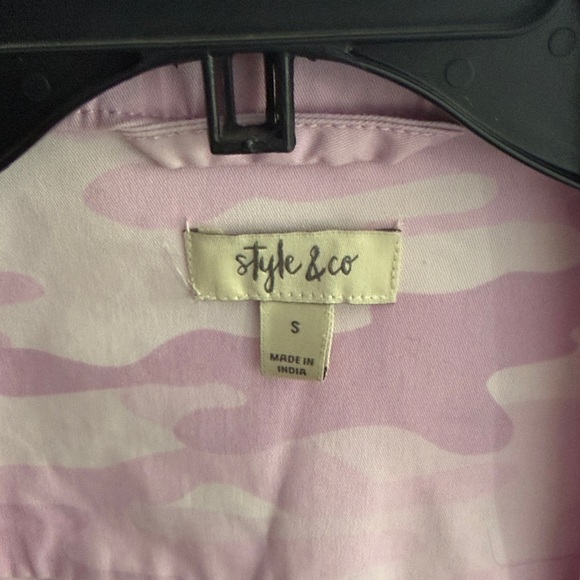 style & co
S
MADE IN
INDIA